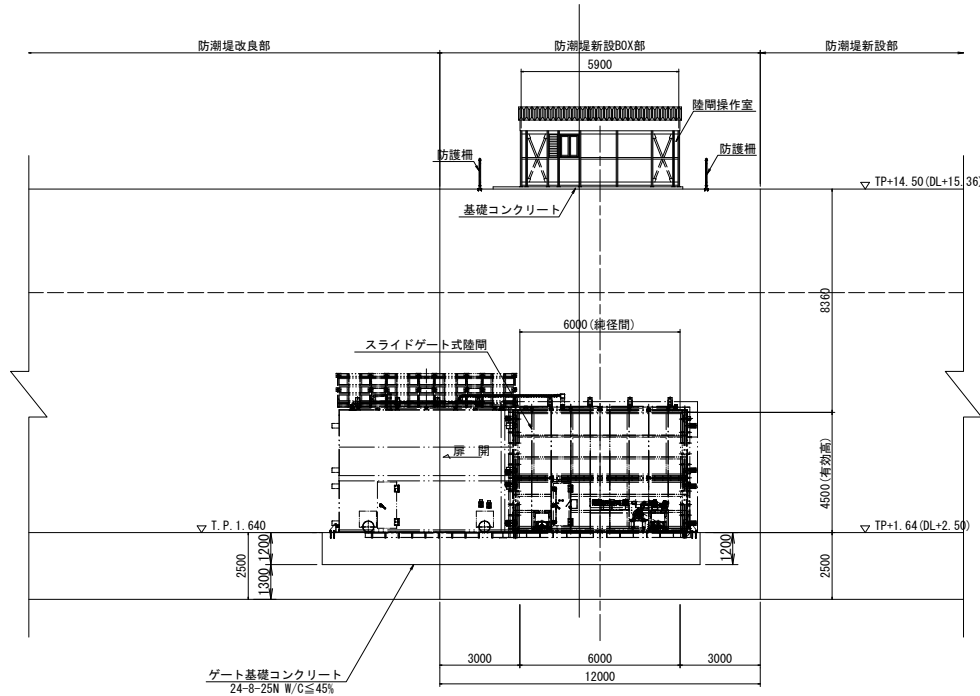 防潮堤改良部
防潮堤新設BOX部
防潮堤新設部
5900
陸閘操作室
防護柵
防護柵
TP+14.50(DL+15.36)
基礎コンクリート
8360
6000(純径間)
スライドゲート式陸閘
扉 開
4500(有効高)
T.P.1.640
TP+1.64(DL+2.50)
2500
1200
1300
1200
2500
3000
6000
3000
12000
ゲート基礎コンクリート
24-8-25N W/C≦45%